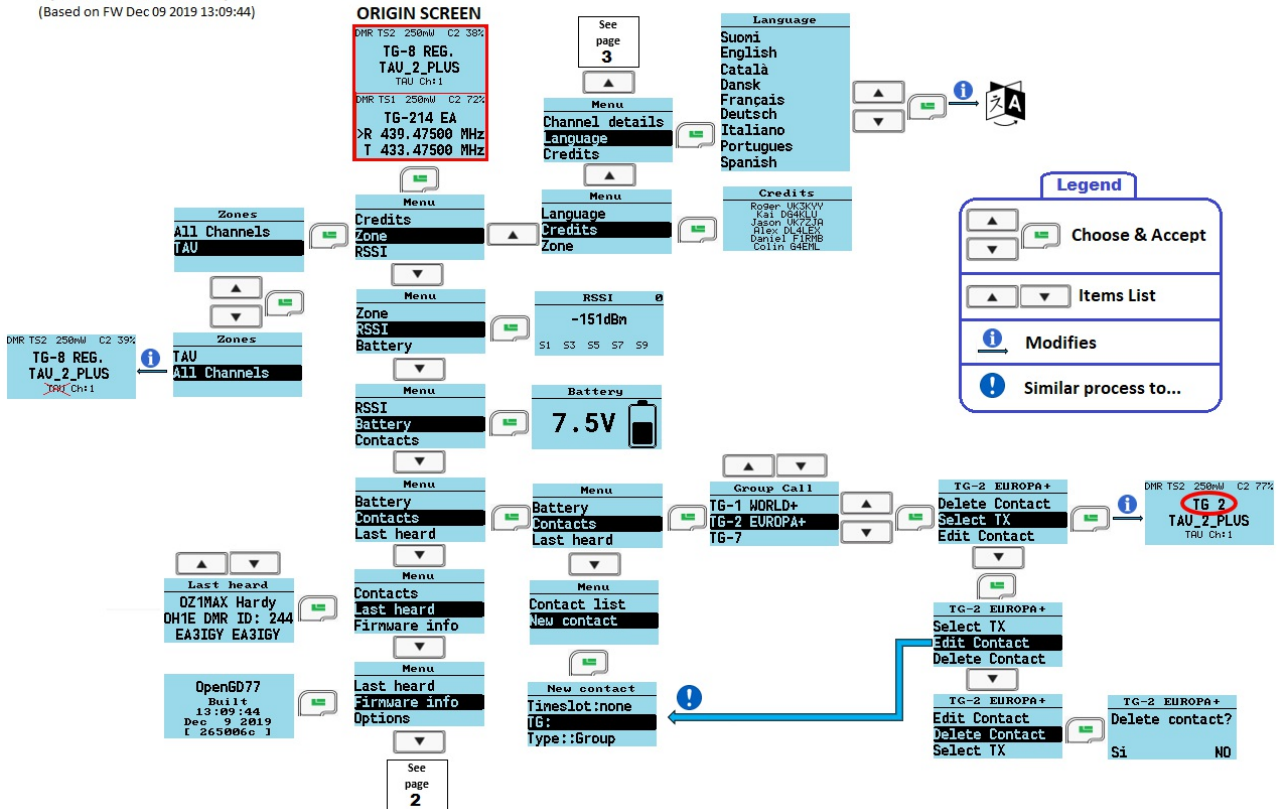 (Based on FW Dec 09 2019 13:09:44)
ORIGIN SCREEN
DMR TS2 250mW C2 38%
TG-8 REG.
TAU_2_PLUS
TAU Ch:1
DMR TS1 250mW C2 72%
TG-214 EA
>R 439.47500 MHz
T 433.47500 MHz
See
page
3
Menu
Channel details
Language
Credits
Language
Suomi
English
Català
Dansk
Français
Deutsch
Italiano
Portugues
Spanish
Menu
Language
Credits
Zone
Credits
Roger VK3KYY
Kai DG4KLU
Jason VK7ZJA
Alex DL4LEX
Daniel F1RMB
Colin G4EML
Legend
Choose & Accept
Items List
Modifies
Similar process to...
Zones
All Channels
TAU
Menu
Credits
Zone
RSSI
Zones
TAU
All Channels
DMR TS2 250mW C2 39%
TG-8 REG.
TAU_2_PLUS
TAU Ch:1
Menu
Zone
RSSI
Battery
RSSI 0
-151dBm
S1 S3 S5 S7 S9
Menu
RSSI
Battery
Contacts
Battery
7.5V
Menu
Battery
Contacts
Last heard
Menu
Battery
Contacts
Last heard
Group Call
TG-1 WORLD+
TG-2 EUROPA+
TG-7
TG-2 EUROPA+
Delete Contact
Select TX
Edit Contact
DMR TS2 250mW C2 77%
TG 2
TAU_2_PLUS
TAU Ch:1
Last heard
OZ1MAX Hardy
OH1E DMR ID: 244
EA3IGY EA3IGY
Menu
Contacts
Last heard
Firmware info
Menu
Contact list
New contact
TG-2 EUROPA+
Select TX
Edit Contact
Delete Contact
OpenGD77
Built
13:09:44
Dec 9 2019
[ 265006c ]
Menu
Last heard
Firmware info
Options
New contact
Timeslot:none
TG:
Type::Group
TG-2 EUROPA+
Edit Contact
Delete Contact
Select TX
TG-2 EUROPA+
Delete contact?
Si NO
See
page
2